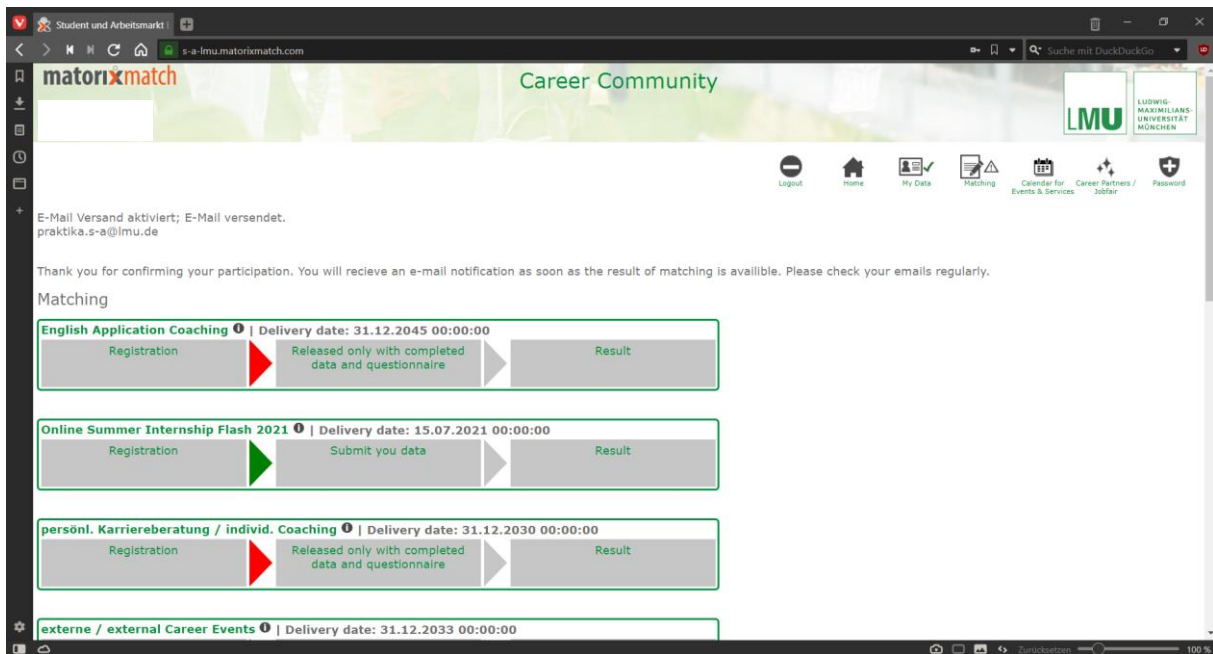 Student und Arbeitsmarkt
s-a-lmu.matorixmatch.com
Suche mit DuckDuckGo
matorixmatch
Career Community
LMU
LUDWIG-
MAXIMILIANS-
UNIVERSITÄT
MÜNCHEN
Logout
Home
My Data
Matching
Calendar for
Events & Services
Career Partners /
Jobfair
Password
E-Mail Versand aktiviert; E-Mail versendet.
praktika.s-a@lmu.de
Thank you for confirming your participation. You will recieve an e-mail notification as soon as the result of matching is availible. Please check your emails regularly.
Matching
English Application Coaching | Delivery date: 31.12.2045 00:00:00
Registration
Released only with completed
data and questionnaire
Result
Online Summer Internship Flash 2021 | Delivery date: 15.07.2021 00:00:00
Registration
Submit you data
Result
persönl. Karriereberatung / individ. Coaching | Delivery date: 31.12.2030 00:00:00
Registration
Released only with completed
data and questionnaire
Result
externe / external Career Events | Delivery date: 31.12.2033 00:00:00
Zurücksetzen
100 %